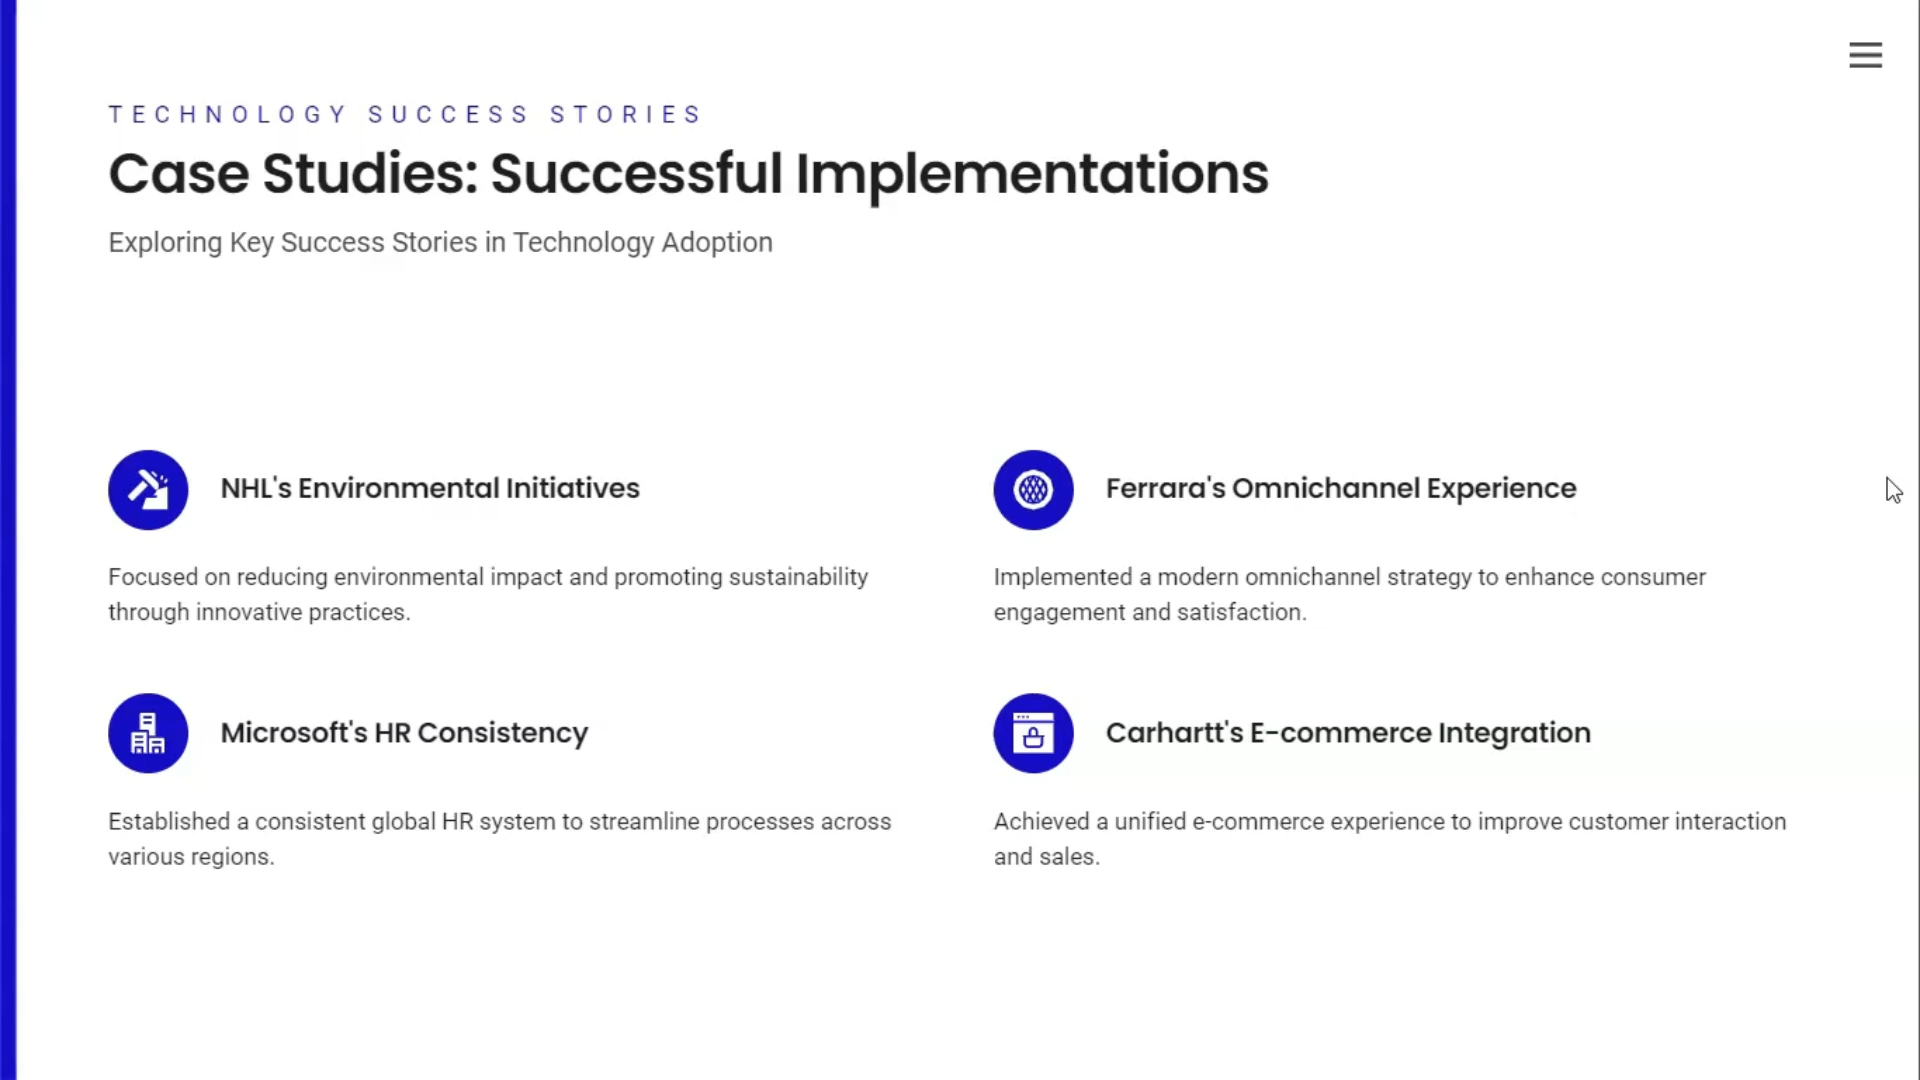 TECHNOLOGY SUCCESS STORIES
Case Studies: Successful Implementations
Exploring Key Success Stories in Technology Adoption
NHL's Environmental Initiatives
Focused on reducing environmental impact and promoting sustainability
through innovative practices.
Ferrara's Omnichannel Experience
Implemented a modern omnichannel strategy to enhance consumer
engagement and satisfaction.
Microsoft's HR Consistency
Established a consistent global HR system to streamline processes across
various regions.
Carhartt's E-commerce Integration
Achieved a unified e-commerce experience to improve customer interaction
and sales.